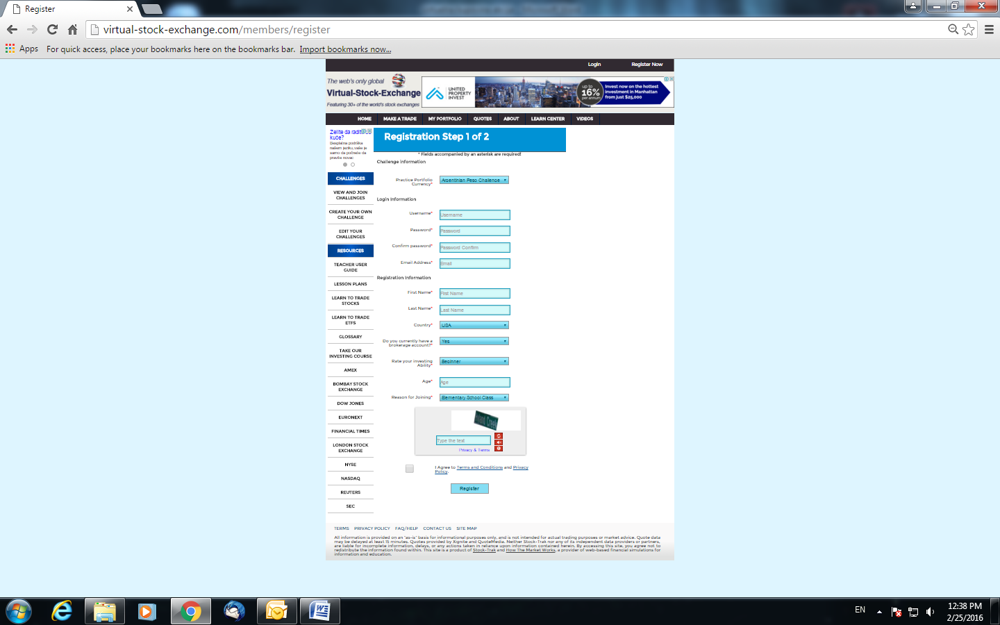 Register
virtual-stock-exchange.com/members/register
Apps For quick access, place your bookmarks here on the bookmarks bar. Import bookmarks now...
Login Register Now
The web's only global
Virtual-Stock-Exchange
Featuring 30+ of the world's stock exchanges
UNITED
PROPERTY
INVEST
up to
16%
per annum
Invest now on the hottest
investment in Manhattan
from just $25,000
HOME MAKE A TRADE MY PORTFOLIO QUOTES ABOUT LEARN CENTER VIDEOS
Zelite da raditi od
kuće?
Besplatna podrška
našem jeziku, vaše je
samo da počnete da
pravite novac
CHALLENGES
VIEW AND JOIN
CHALLENGES
CREATE YOUR OWN
CHALLENGE
EDIT YOUR
CHALLENGES
RESOURCES
TEACHER USER
GUIDE
LESSON PLANS
LEARN TO TRADE
STOCKS
LEARN TO TRADE
ETFS
GLOSSARY
TAKE OUR
INVESTING COURSE
AMEX
BOMBAY STOCK
EXCHANGE
DOW JONES
EURONEXT
FINANCIAL TIMES
LONDON STOCK
EXCHANGE
NYSE
NASDAQ
REUTERS
SEC
Registration Step 1 of 2
* Fields accompanied by an asterisk are required!
Challenge information
Practice Portfolio
Currency*
Argentinian Peso Challenge
Login Information
Username* Username
Password* Password
Confirm password* Password Confirm
Email Address* Email
Registration Information
First Name* First Name
Last Name* Last Name
Country* USA
Do you currently have a
brokerage account?*
Yes
Rate your investing
Ability*
Beginner
Age* Age
Reason for Joining* Elementary School Class
Type the text
Privacy & Terms
I Agree to Terms and Conditions and Privacy
Policy.
Register
TERMS PRIVACY POLICY FAQ/HELP CONTACT US SITE MAP
All information is provided on an "as-is" basis for informational purposes only, and is not intended for actual trading purposes or market advice. Quote data
may be delayed at least 15 minutes. Quotes provided by Xignite and QuoteMedia. Neither Stock-Trak nor any of its independent data providers or partners,
are liable for incomplete information, delays, or any actions taken in reliance upon information contained herein. By accessing this site, you agree not to
redistribute the information found within. This site is a product of Stock-Trak and How The Market Works, a provider of web-based financial simulations for
information and education.
EN
12:38 PM
2/25/2016